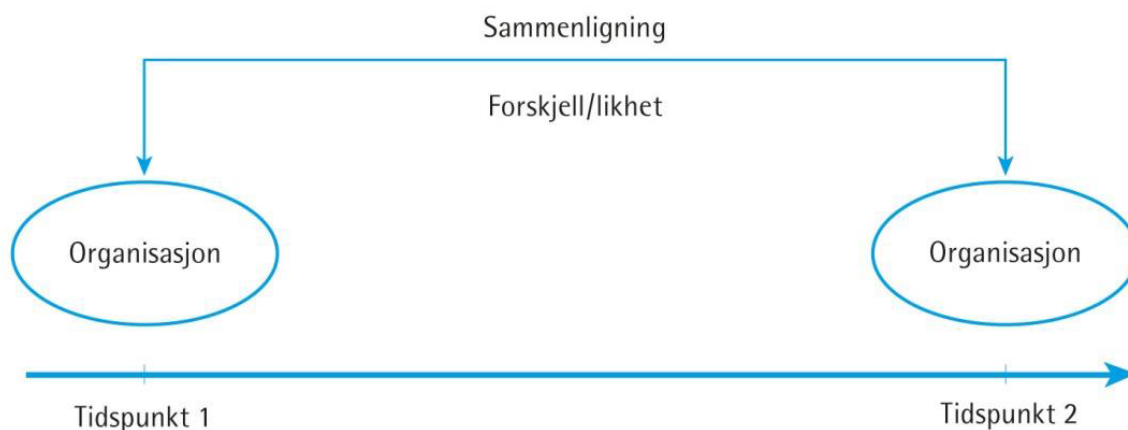 Sammenligning
Forskjell/likhet
Organisasjon
Organisasjon
Tidspunkt 1
Tidspunkt 2